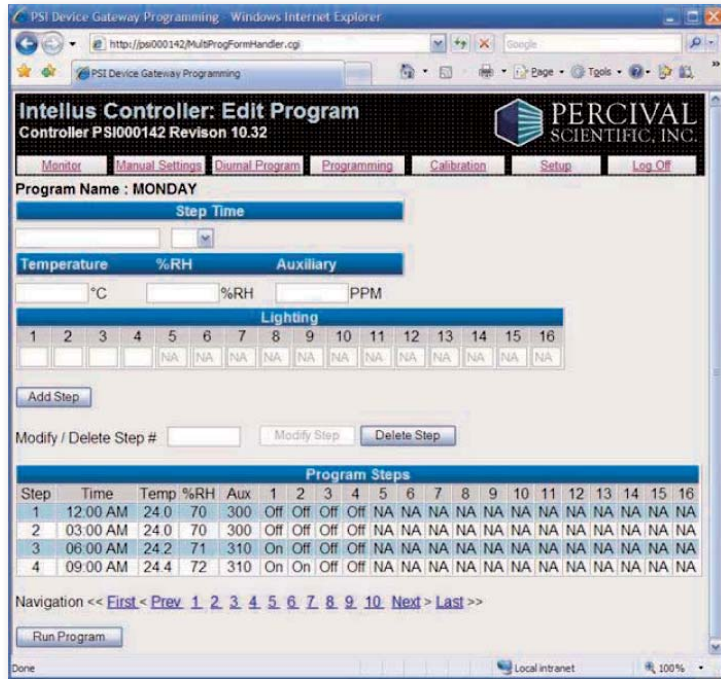 PSI Device Gateway Programming - Windows Internet Explorer
http://psi000142/MultiProgFormHandler.cgi
Google
PSI Device Gateway Programming
Page
Tools
Intellus Controller: Edit Program
Controller PSI000142 Revison 10.32
PERCIVAL
SCIENTIFIC, INC.
Monitor Manual Settings Diurnal Program Programming Calibration Setup Log Off
Program Name : MONDAY
Step Time
Temperature %RH Auxiliary
°C %RH PPM
Lighting
1 2 3 4 5 6 7 8 9 10 11 12 13 14 15 16
NA NA NA NA NA NA NA NA NA NA NA NA
Add Step
Modify / Delete Step # Modify Step Delete Step
Program Steps
Step Time Temp %RH Aux 1 2 3 4 5 6 7 8 9 10 11 12 13 14 15 16
1 12:00 AM 24.0 70 300 Off Off Off Off NA NA NA NA NA NA NA NA NA NA NA NA
2 03:00 AM 24.0 70 300 Off Off Off Off NA NA NA NA NA NA NA NA NA NA NA NA
3 06:00 AM 24.2 71 310 On Off Off Off NA NA NA NA NA NA NA NA NA NA NA NA
4 09:00 AM 24.4 72 310 On On Off Off NA NA NA NA NA NA NA NA NA NA NA NA
Navigation << First < Prev 1 2 3 4 5 6 7 8 9 10 Next > Last >>
Run Program
Done
Local intranet
100%